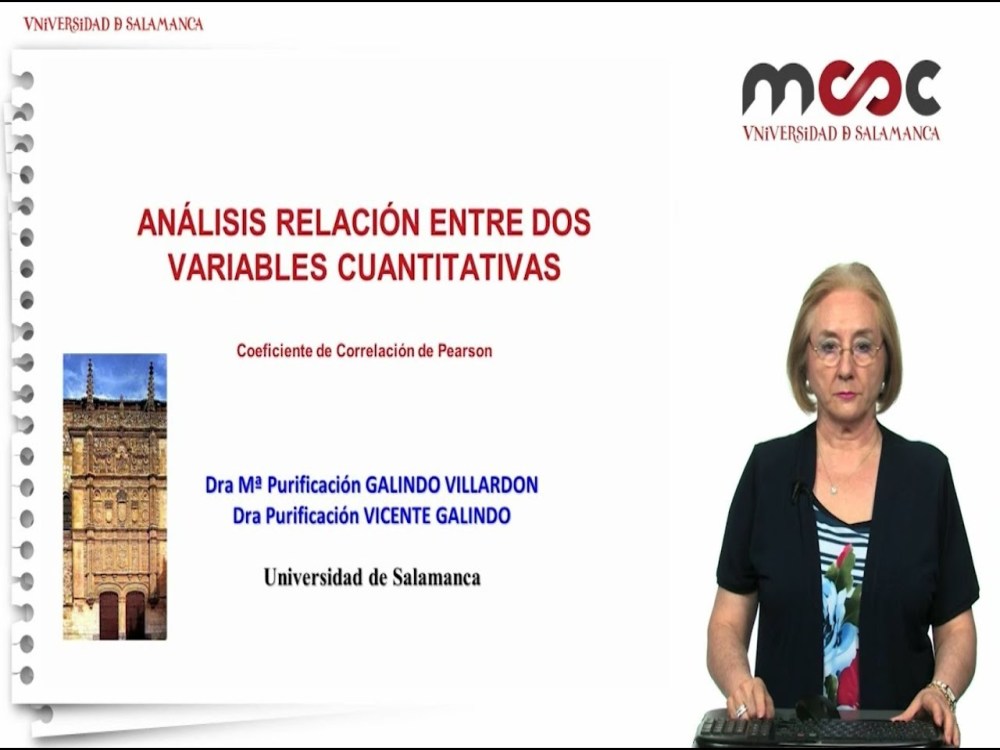 VNiVERSiDAD Ð SALAMANCA
mooc
VNiVERSiDAD Ð SALAMANCA
ANÁLISIS RELACIÓN ENTRE DOS
VARIABLES CUANTITATIVAS
Coeficiente de Correlación de Pearson
Dra Mª Purificación GALINDO VILLARDON
Dra Purificación VICENTE GALINDO
Universidad de Salamanca